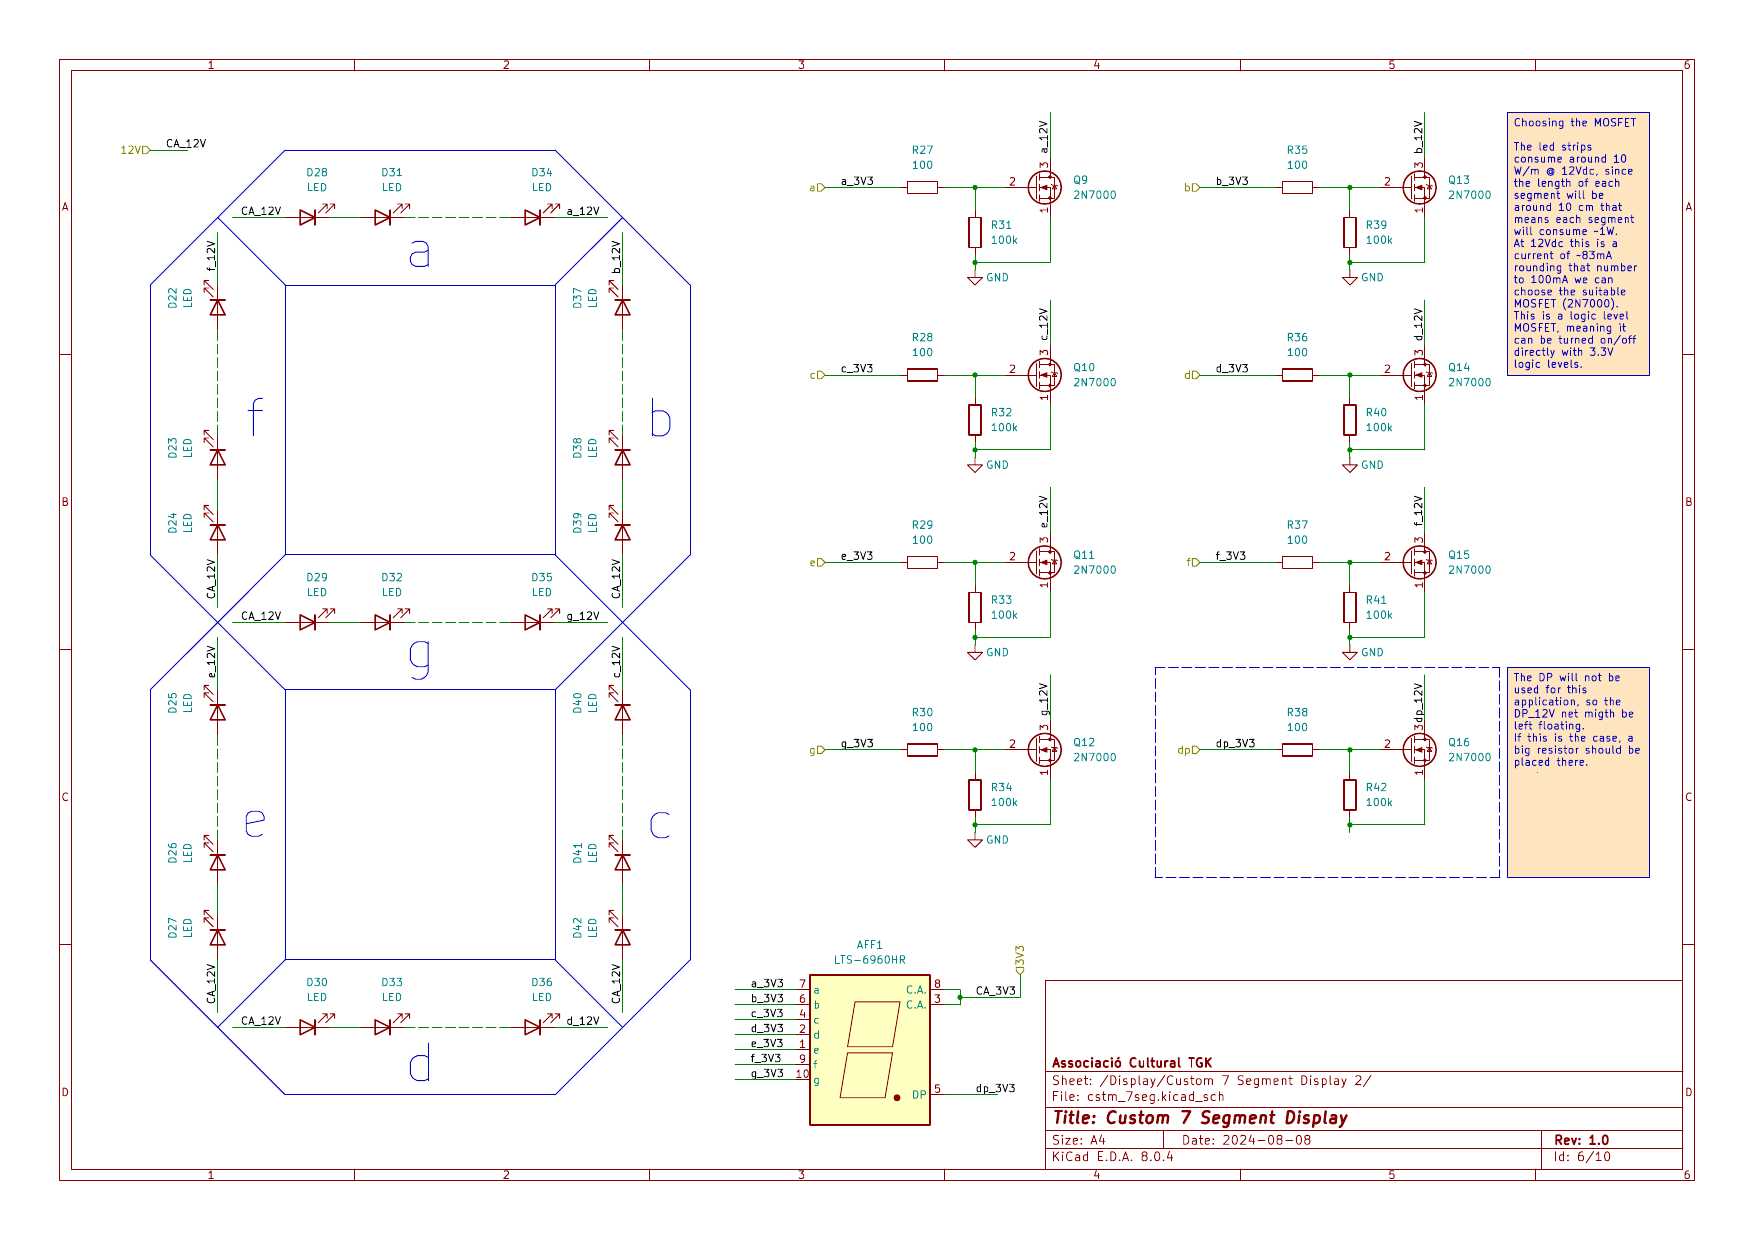 1 2 3 4 5 6
A A
B B
C C
D D
1 2 3 4 5 6
12V CA_12V
D28 D31 D34
LED LED LED
CA_12V a_12V
a
f_12V b_12V
D22 LED
D37 LED
f
b
D23 LED
D38 LED
D24 LED
D39 LED
CA_12V CA_12V
D29 D32 D35
LED LED LED
CA_12V g_12V
g
e_12V c_12V
D25 LED
D40 LED
e
c
D26 LED
D41 LED
D27 LED
D42 LED
CA_12V CA_12V
D30 D33 D36
LED LED LED
CA_12V d_12V
d
a a_3V3
R27
100
2 3 1
a_12V
Q9
2N7000
R31
100k
GND
b b_3V3
R35
100
2 3 1
b_12V
Q13
2N7000
R39
100k
GND
c c_3V3
R28
100
2 3 1
c_12V
Q10
2N7000
R32
100k
GND
d d_3V3
R36
100
2 3 1
d_12V
Q14
2N7000
R40
100k
GND
e e_3V3
R29
100
2 3 1
e_12V
Q11
2N7000
R33
100k
GND
f f_3V3
R37
100
2 3 1
f_12V
Q15
2N7000
R41
100k
GND
g g_3V3
R30
100
2 3 1
g_12V
Q12
2N7000
R34
100k
GND
dp dp_3V3
R38
100
2 3 1
dp_12V
Q16
2N7000
R42
100k
Choosing the MOSFET
The led strips
consume around 10
W/m @ 12Vdc, since
the length of each
segment will be
around 10 cm that
means each segment
will consume ~1W.
At 12Vdc this is a
current of ~83mA
rounding that number
to 100mA we can
choose the suitable
MOSFET (2N7000).
This is a logic level
MOSFET, meaning it
can be turned on/off
directly with 3.3V
logic levels.
The DP will not be
used for this
application, so the
DP_12V net migth be
left floating.
If this is the case, a
big resistor should be
placed there.
.
AFF1
LTS-6960HR
a_3V3 7 a
b_3V3 6 b
c_3V3 4 c
d_3V3 2 d
e_3V3 1 e
f_3V3 9 f
g_3V3 10 g
C.A. 8
C.A. 3
CA_3V3
3V3
DP 5 dp_3V3
Associació Cultural TGK
Sheet: /Display/Custom 7 Segment Display 2/
File: cstm_7seg.kicad_sch
Title: Custom 7 Segment Display
Size: A4 Date: 2024-08-08 Rev: 1.0
KiCad E.D.A. 8.0.4 Id: 6/10